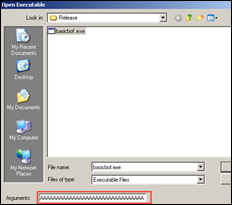 Open Executable
Look in:
Release
basicbof.exe
My Recent
Documents
Desktop
My Documents
My Computer
My Network
Places
File name:
basicbof.exe
Files of type:
Executable Files
Arguments:
AAAAAAAAAAAAAAAAAAAAAAAAAAAAAAAA